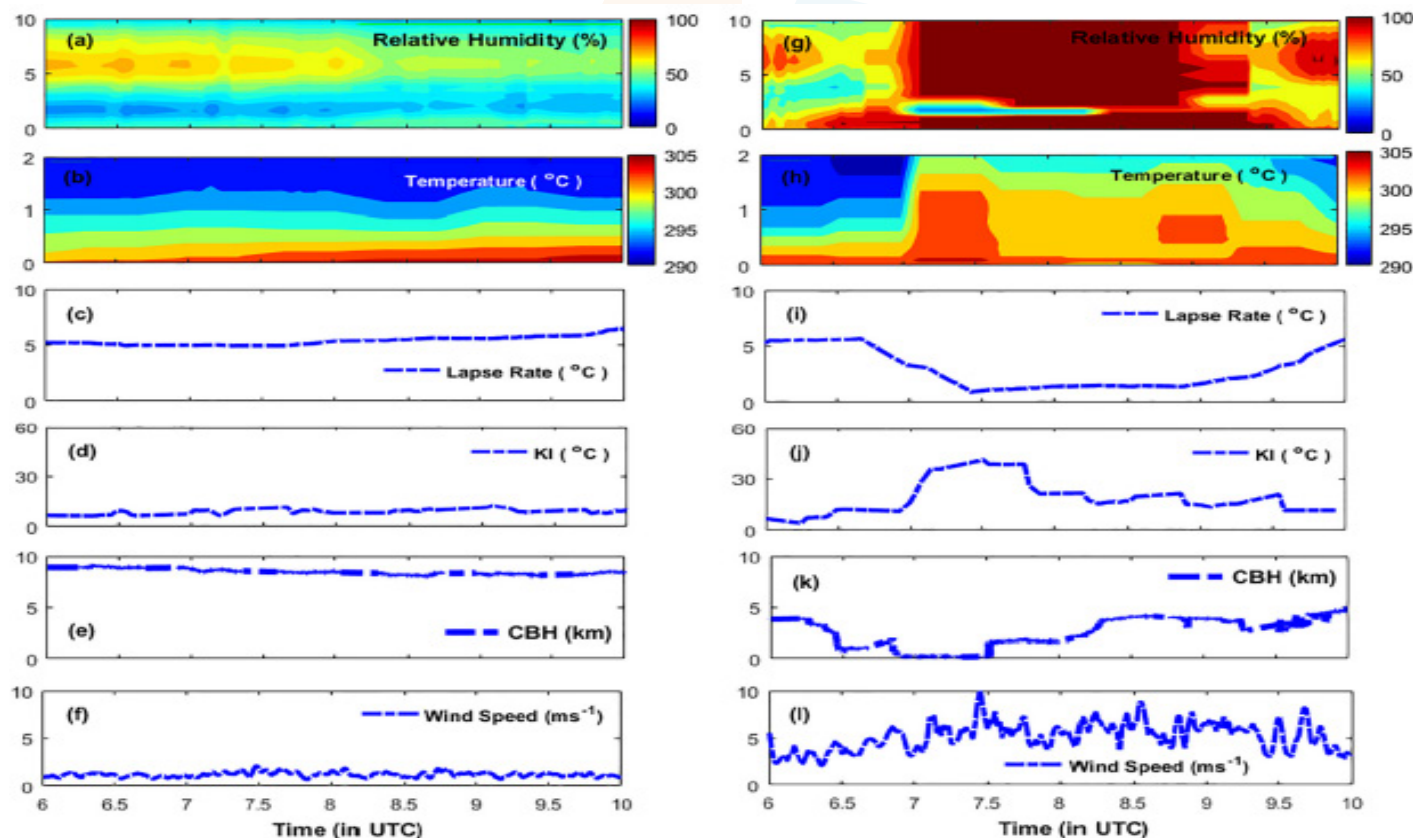 10
(a)
Relative Humidity (%)
5
0
100
50
0
2
(b)
Temperature ( °C )
1
0
305
300
295
290
10
(c)
5
Lapse Rate ( °C )
0
60
(d)
KI ( °C )
30
0
10
5
(e)
CBH (km)
0
10
(f)
Wind Speed (ms⁻¹)
5
0
6 6.5 7 7.5 8 8.5 9 9.5 10
Time (in UTC)
10
(g)
Relative Humidity (%)
5
0
100
50
0
2
(h)
Temperature ( °C )
1
0
305
300
295
290
10
(i)
Lapse Rate ( °C )
5
0
60
(j)
KI ( °C )
30
0
10
(k)
CBH (km)
5
0
10
(l)
5
Wind Speed (ms⁻¹)
0
6 6.5 7 7.5 8 8.5 9 9.5 10
Time (in UTC)